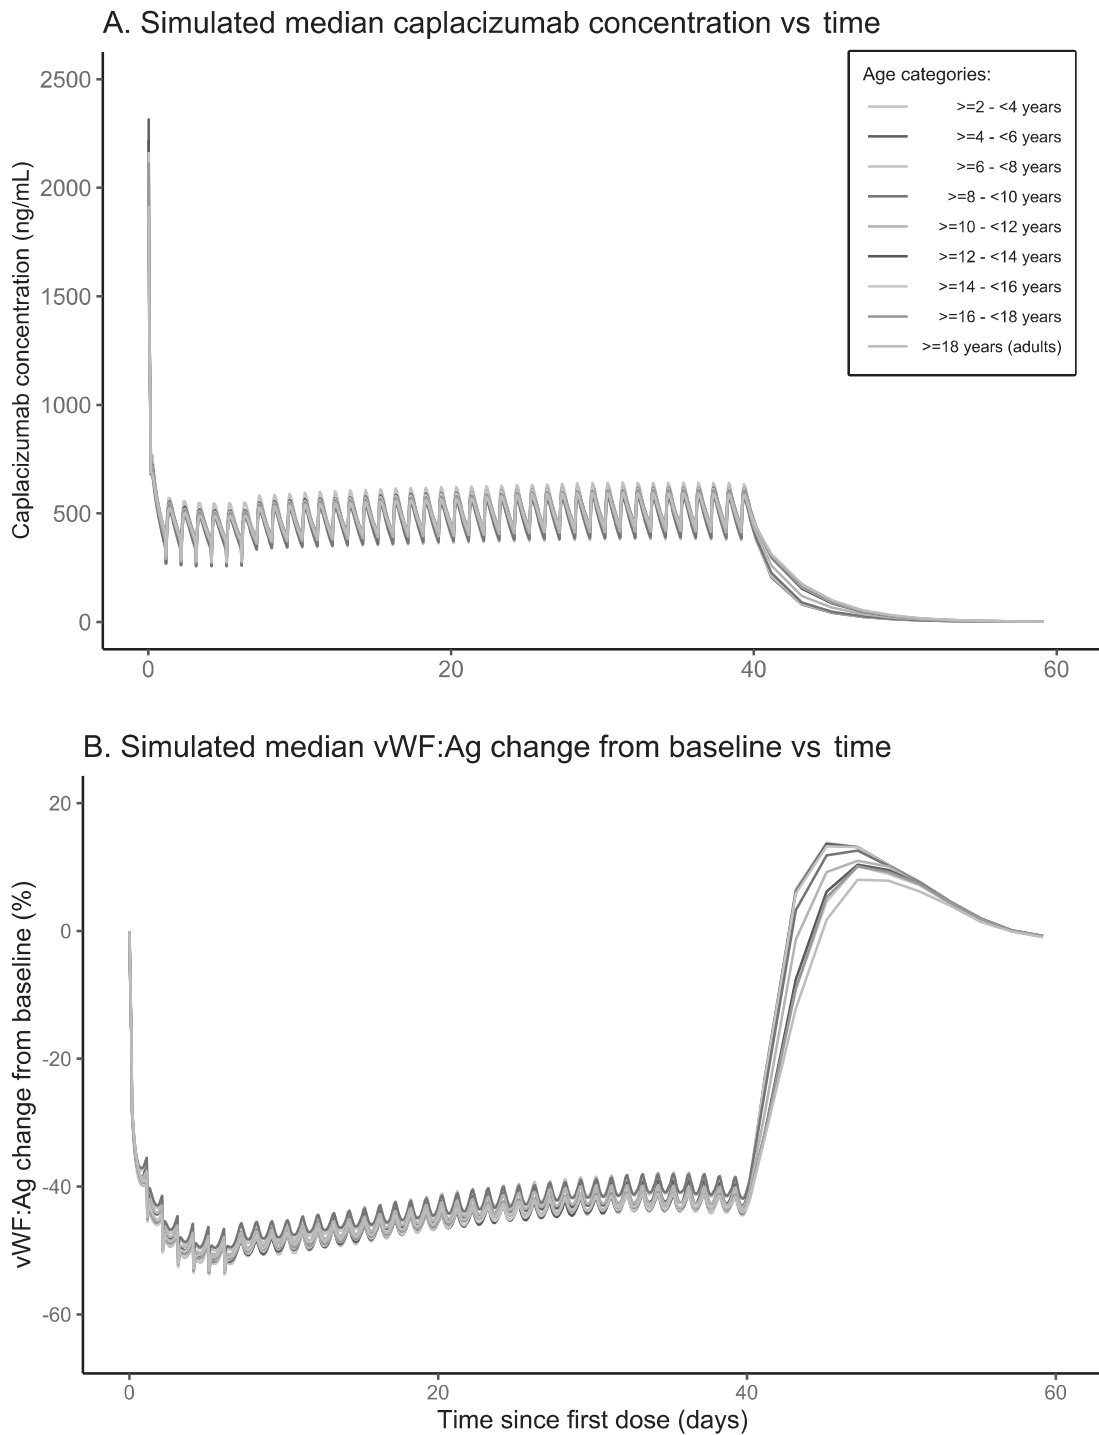 A. Simulated median caplacizumab concentration vs time
Caplacizumab concentration (ng/mL)
2500
2000
1500
1000
500
0
0 20 40 60
Age categories:
>=2 - <4 years
>=4 - <6 years
>=6 - <8 years
>=8 - <10 years
>=10 - <12 years
>=12 - <14 years
>=14 - <16 years
>=16 - <18 years
>=18 years (adults)
B. Simulated median vWF:Ag change from baseline vs time
vWF:Ag change from baseline (%)
20
0
-20
-40
-60
0 20 40 60
Time since first dose (days)